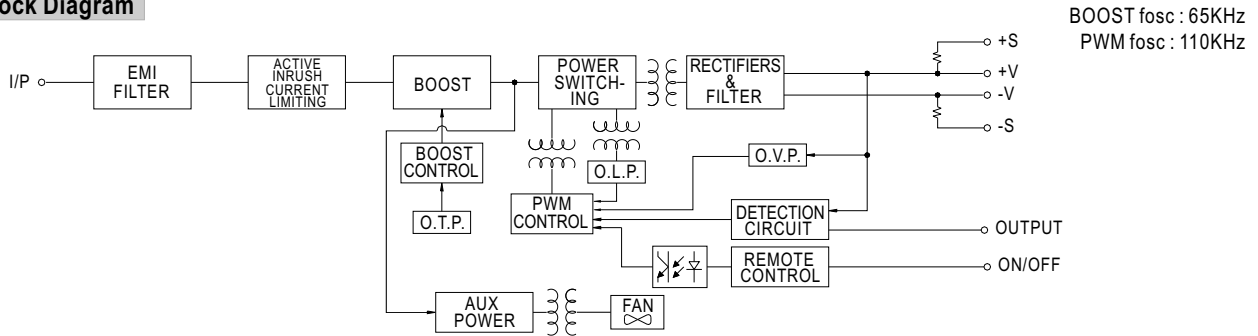 ock Diagram
BOOST fosc : 65KHz
PWM fosc : 110KHz
I/P
EMI
FILTER
ACTIVE
INRUSH
CURRENT
LIMITING
BOOST
POWER
SWITCH-
ING
RECTIFIERS
&
FILTER
+S
+V
-V
-S
BOOST
CONTROL
O.T.P.
O.L.P.
O.V.P.
PWM
CONTROL
DETECTION
CIRCUIT
OUTPUT
REMOTE
CONTROL
ON/OFF
AUX
POWER
FAN